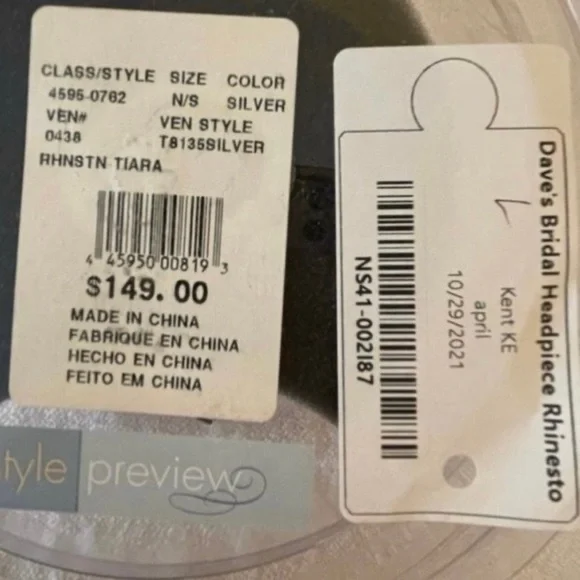 CLASS/STYLE SIZE COLOR
4595-0762 N/S SILVER
VEN# VEN STYLE
0438 T8135SILVER
RHNSTN TIARA
4 45950 00819 3
$149.00
MADE IN CHINA
FABRIQUE EN CHINA
HECHO EN CHINA
FEITO EM CHINA
tyle preview
Dave's Bridal Headpiece Rhinesto
L
Kent KE
april
10/29/2021
NS41-002I87